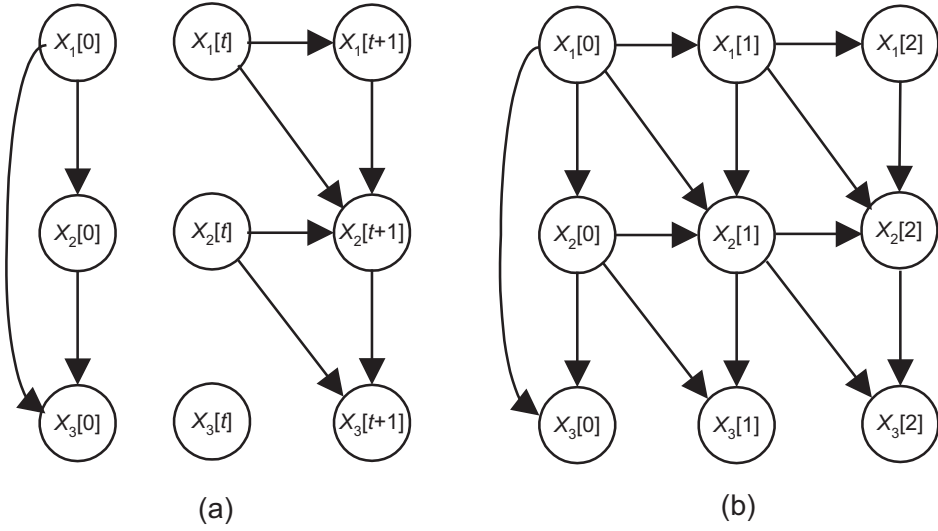 X1[0] X1[t] X1[t+1] X1[0] X1[1] X1[2]
X2[0] X2[t] X2[t+1] X2[0] X2[1] X2[2]
X3[0] X3[t] X3[t+1] X3[0] X3[1] X3[2]
(a) (b)